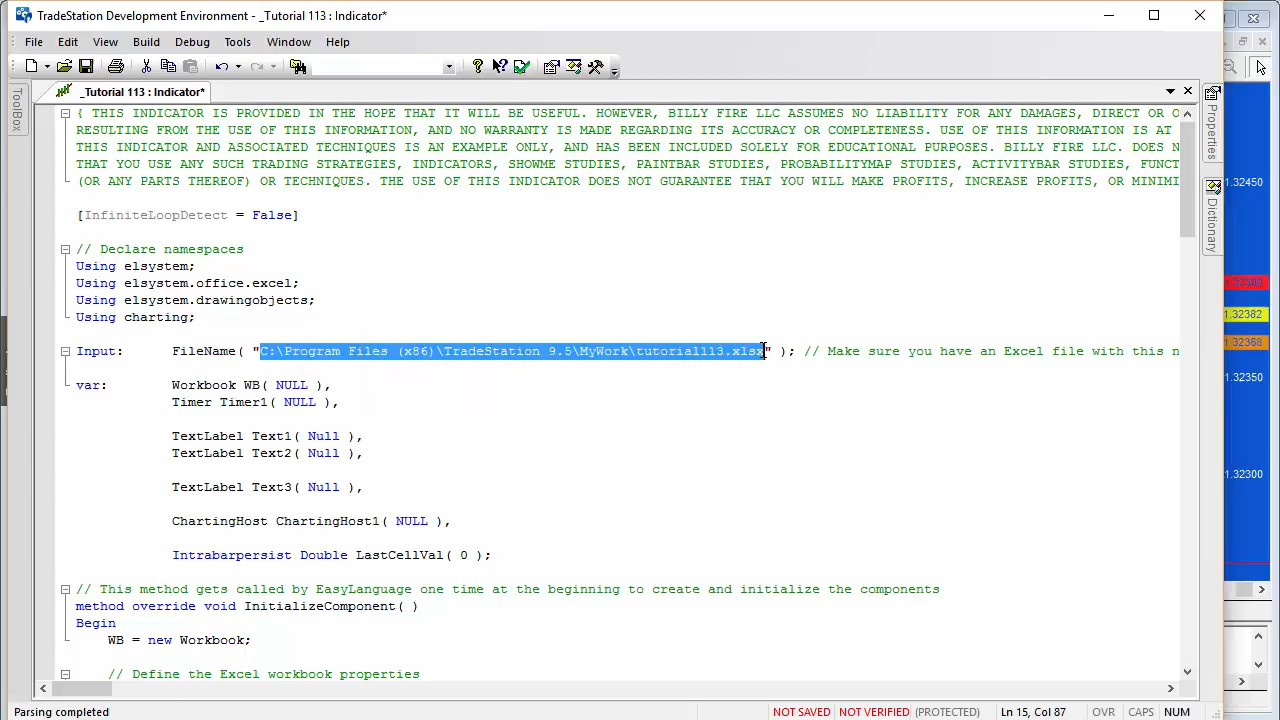 TradeStation Development Environment - _Tutorial 113 : Indicator*
File Edit View Build Debug Tools Window Help
_Tutorial 113 : Indicator*
ToolBox
Properties
Dictionary
{ THIS INDICATOR IS PROVIDED IN THE HOPE THAT IT WILL BE USEFUL. HOWEVER, BILLY FIRE LLC ASSUMES NO LIABILITY FOR ANY DAMAGES, DIRECT OR O
RESULTING FROM THE USE OF THIS INFORMATION, AND NO WARRANTY IS MADE REGARDING ITS ACCURACY OR COMPLETENESS. USE OF THIS INFORMATION IS AT
THIS INDICATOR AND ASSOCIATED TECHNIQUES IS AN EXAMPLE ONLY, AND HAS BEEN INCLUDED SOLELY FOR EDUCATIONAL PURPOSES. BILLY FIRE LLC. DOES N
THAT YOU USE ANY SUCH TRADING STRATEGIES, INDICATORS, SHOWME STUDIES, PAINTBAR STUDIES, PROBABILITYMAP STUDIES, ACTIVITYBAR STUDIES, FUNCT
(OR ANY PARTS THEREOF) OR TECHNIQUES. THE USE OF THIS INDICATOR DOES NOT GUARANTEE THAT YOU WILL MAKE PROFITS, INCREASE PROFITS, OR MINIMI
[InfiniteLoopDetect = False]
// Declare namespaces
Using elsystem;
Using elsystem.office.excel;
Using elsystem.drawingobjects;
Using charting;
Input: FileName( "C:\Program Files (x86)\TradeStation 9.5\MyWork\tutorial113.xlsx" ); // Make sure you have an Excel file with this n
var: Workbook WB( NULL ),
Timer Timer1( NULL ),
TextLabel Text1( Null ),
TextLabel Text2( Null ),
TextLabel Text3( Null ),
ChartingHost ChartingHost1( NULL ),
Intrabarpersist Double LastCellVal( 0 );
// This method gets called by EasyLanguage one time at the beginning to create and initialize the components
method override void InitializeComponent( )
Begin
WB = new Workbook;
// Define the Excel workbook properties
1.32450
1.32382
1.32368
1.32350
1.32300
Parsing completed NOT SAVED NOT VERIFIED (PROTECTED) Ln 15, Col 87 OVR CAPS NUM